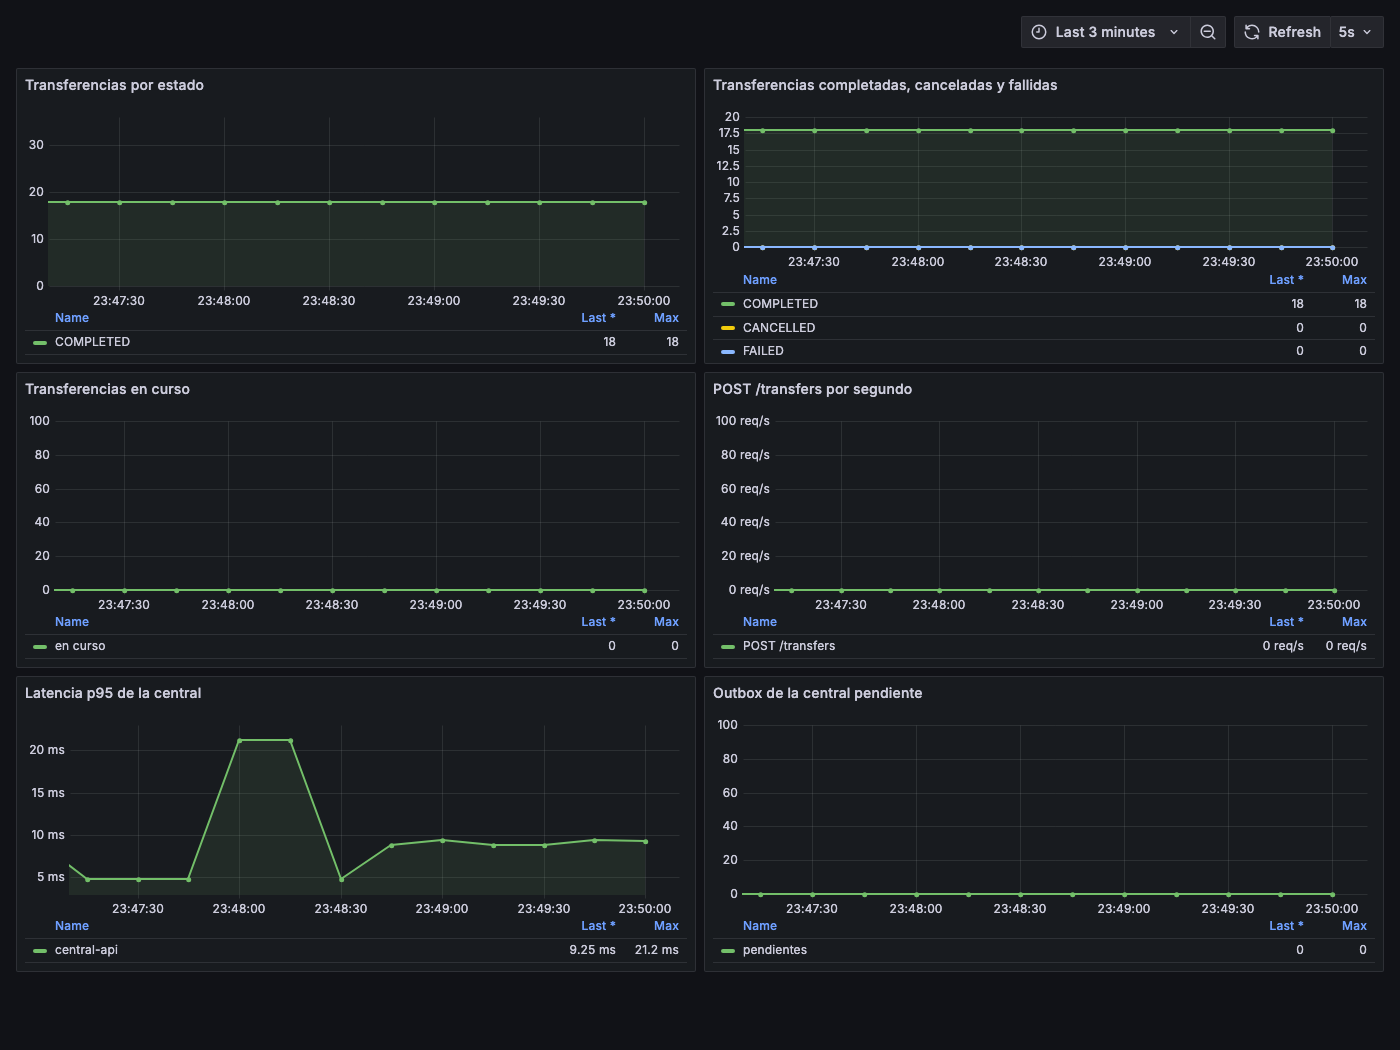 Last 3 minutes
Refresh
5s
Transferencias por estado
30
20
10
0
23:47:30 23:48:00 23:48:30 23:49:00 23:49:30 23:50:00
Name Last * Max
COMPLETED 18 18
Transferencias completadas, canceladas y fallidas
20
17.5
15
12.5
10
7.5
5
2.5
0
23:47:30 23:48:00 23:48:30 23:49:00 23:49:30 23:50:00
Name Last * Max
COMPLETED 18 18
CANCELLED 0 0
FAILED 0 0
Transferencias en curso
100
80
60
40
20
0
23:47:30 23:48:00 23:48:30 23:49:00 23:49:30 23:50:00
Name Last * Max
en curso 0 0
POST /transfers por segundo
100 req/s
80 req/s
60 req/s
40 req/s
20 req/s
0 req/s
23:47:30 23:48:00 23:48:30 23:49:00 23:49:30 23:50:00
Name Last * Max
POST /transfers 0 req/s 0 req/s
Latencia p95 de la central
20 ms
15 ms
10 ms
5 ms
23:47:30 23:48:00 23:48:30 23:49:00 23:49:30 23:50:00
Name Last * Max
central-api 9.25 ms 21.2 ms
Outbox de la central pendiente
100
80
60
40
20
0
23:47:30 23:48:00 23:48:30 23:49:00 23:49:30 23:50:00
Name Last * Max
pendientes 0 0